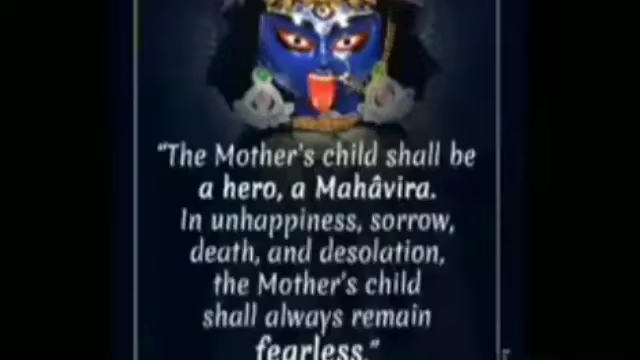 “The Mother's child shall be
a hero, a Mahâvira.
In unhappiness, sorrow,
death, and desolation,
the Mother's child
shall always remain
fearless.”